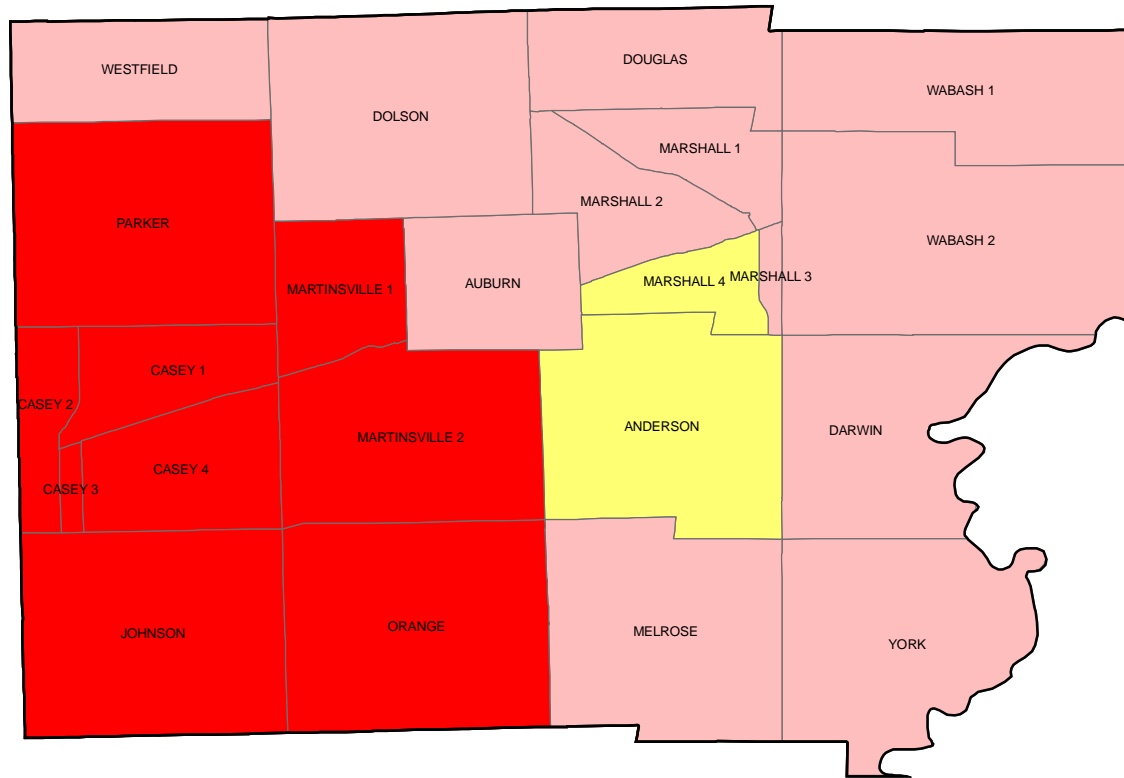 DOUGLAS
WESTFIELD
WABASH 1
DOLSON
MARSHALL 1
MARSHALL 2
PARKER
WABASH 2
MARSHALL 3
MARSHALL 4
AUBURN
MARTINSVILLE 1
CASEY 1
CASEY 2
ANDERSON
DARWIN
MARTINSVILLE 2
CASEY 4
CASEY 3
ORANGE
MELROSE
JOHNSON
YORK